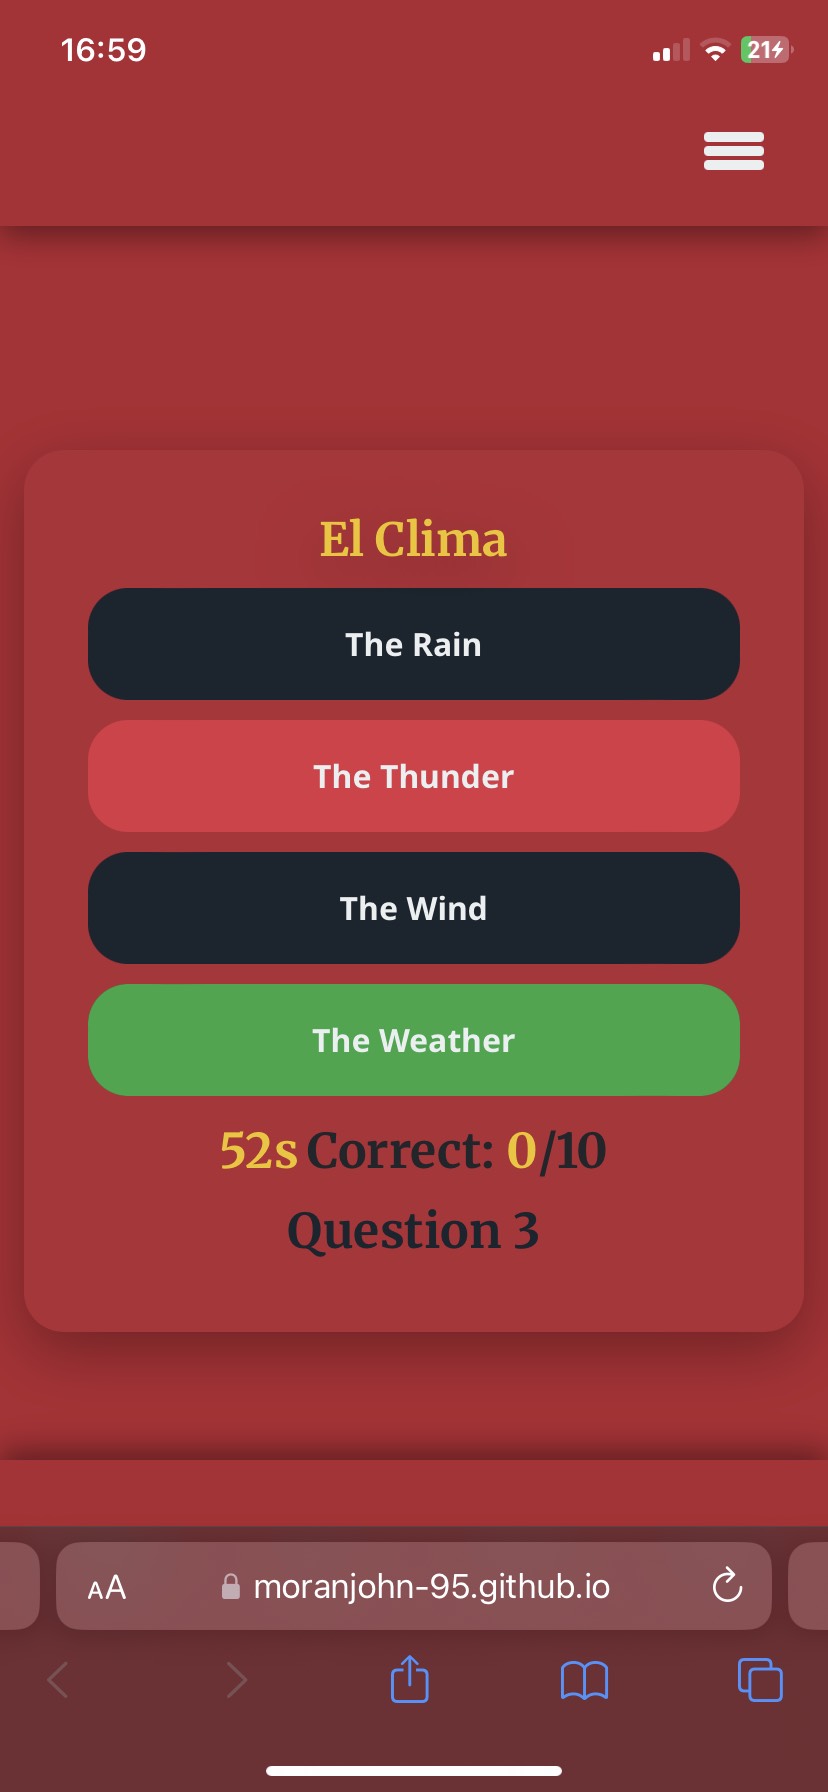 16:59
21
El Clima
The Rain
The Thunder
The Wind
The Weather
52s Correct: 0/10
Question 3
AA moranjohn-95.github.io